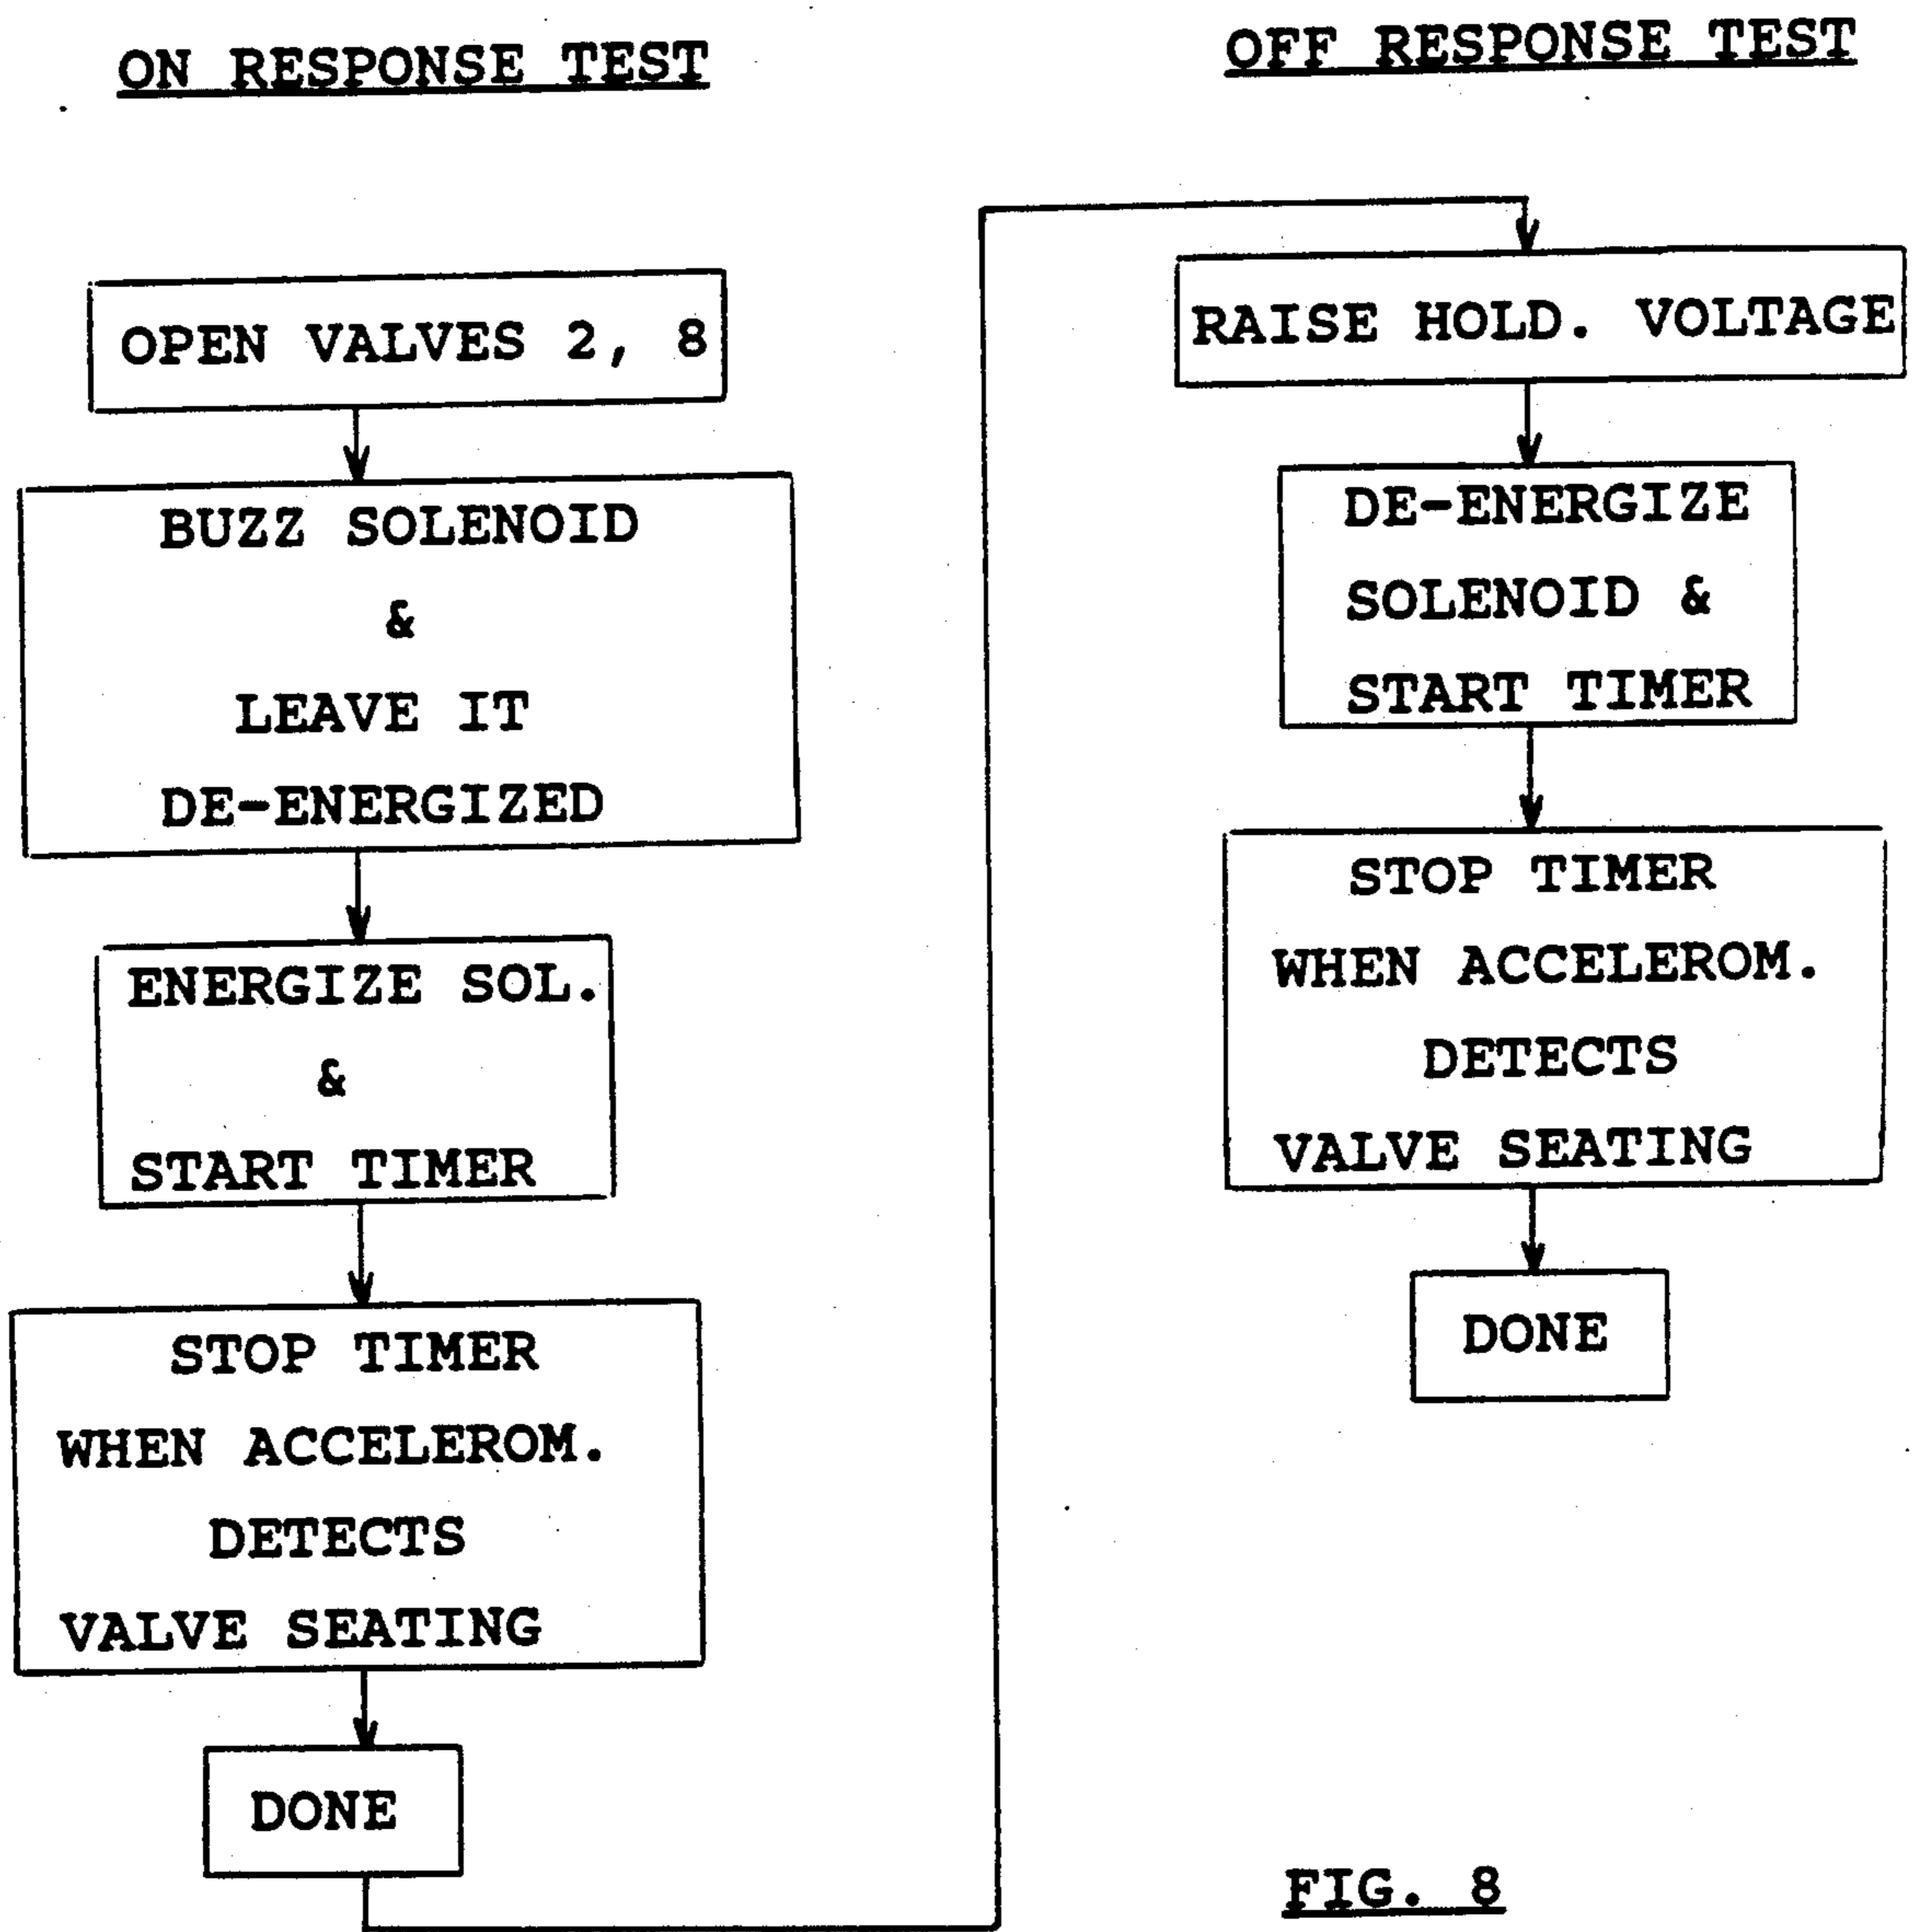 ON RESPONSE TEST
OPEN VALVES 2, 8
BUZZ SOLENOID
&
LEAVE IT
DE-ENERGIZED
ENERGIZE SOL.
&
START TIMER
STOP TIMER
WHEN ACCELEROM.
DETECTS
VALVE SEATING
DONE
OFF RESPONSE TEST
RAISE HOLD. VOLTAGE
DE-ENERGIZE
SOLENOID &
START TIMER
STOP TIMER
WHEN ACCELEROM.
DETECTS
VALVE SEATING
DONE
FIG. 8